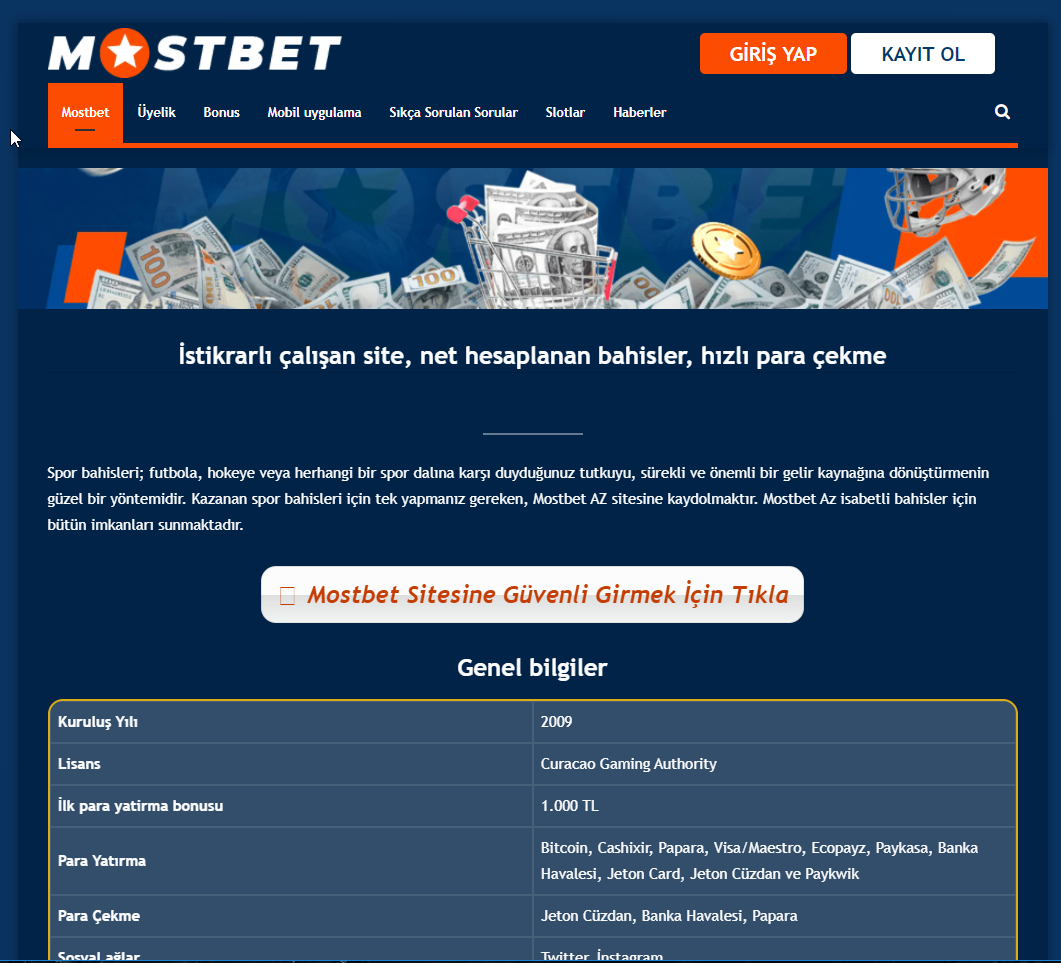 MOSTBET
GİRİŞ YAP
KAYIT OL
Mostbet
Üyelik
Bonus
Mobil uygulama
Sıkça Sorulan Sorular
Slotlar
Haberler
MOSTBET
100
100
İstikrarlı çalışan site, net hesaplanan bahisler, hızlı para çekme
Spor bahisleri; futbola, hokeye veya herhangi bir spor dalına karşı duyduğunuz tutkuyu, sürekli ve önemli bir gelir kaynağına dönüştürmenin
güzel bir yöntemidir. Kazanan spor bahisleri için tek yapmanız gereken, Mostbet AZ sitesine kaydolmaktır. Mostbet Az isabetli bahisler için
bütün imkanları sunmaktadır.
Mostbet Sitesine Güvenli Girmek İçin Tıkla
Genel bilgiler
Kuruluş Yılı
2009
Lisans
Curacao Gaming Authority
İlk para yatirma bonusu
1.000 TL
Para Yatırma
Bitcoin, Cashixir, Papara, Visa/Maestro, Ecopayz, Paykasa, Banka
Havalesi, Jeton Card, Jeton Cüzdan ve Paykwik
Para Çekme
Jeton Cüzdan, Banka Havalesi, Papara
Sosyal ağlar
Twitter, İnstagram